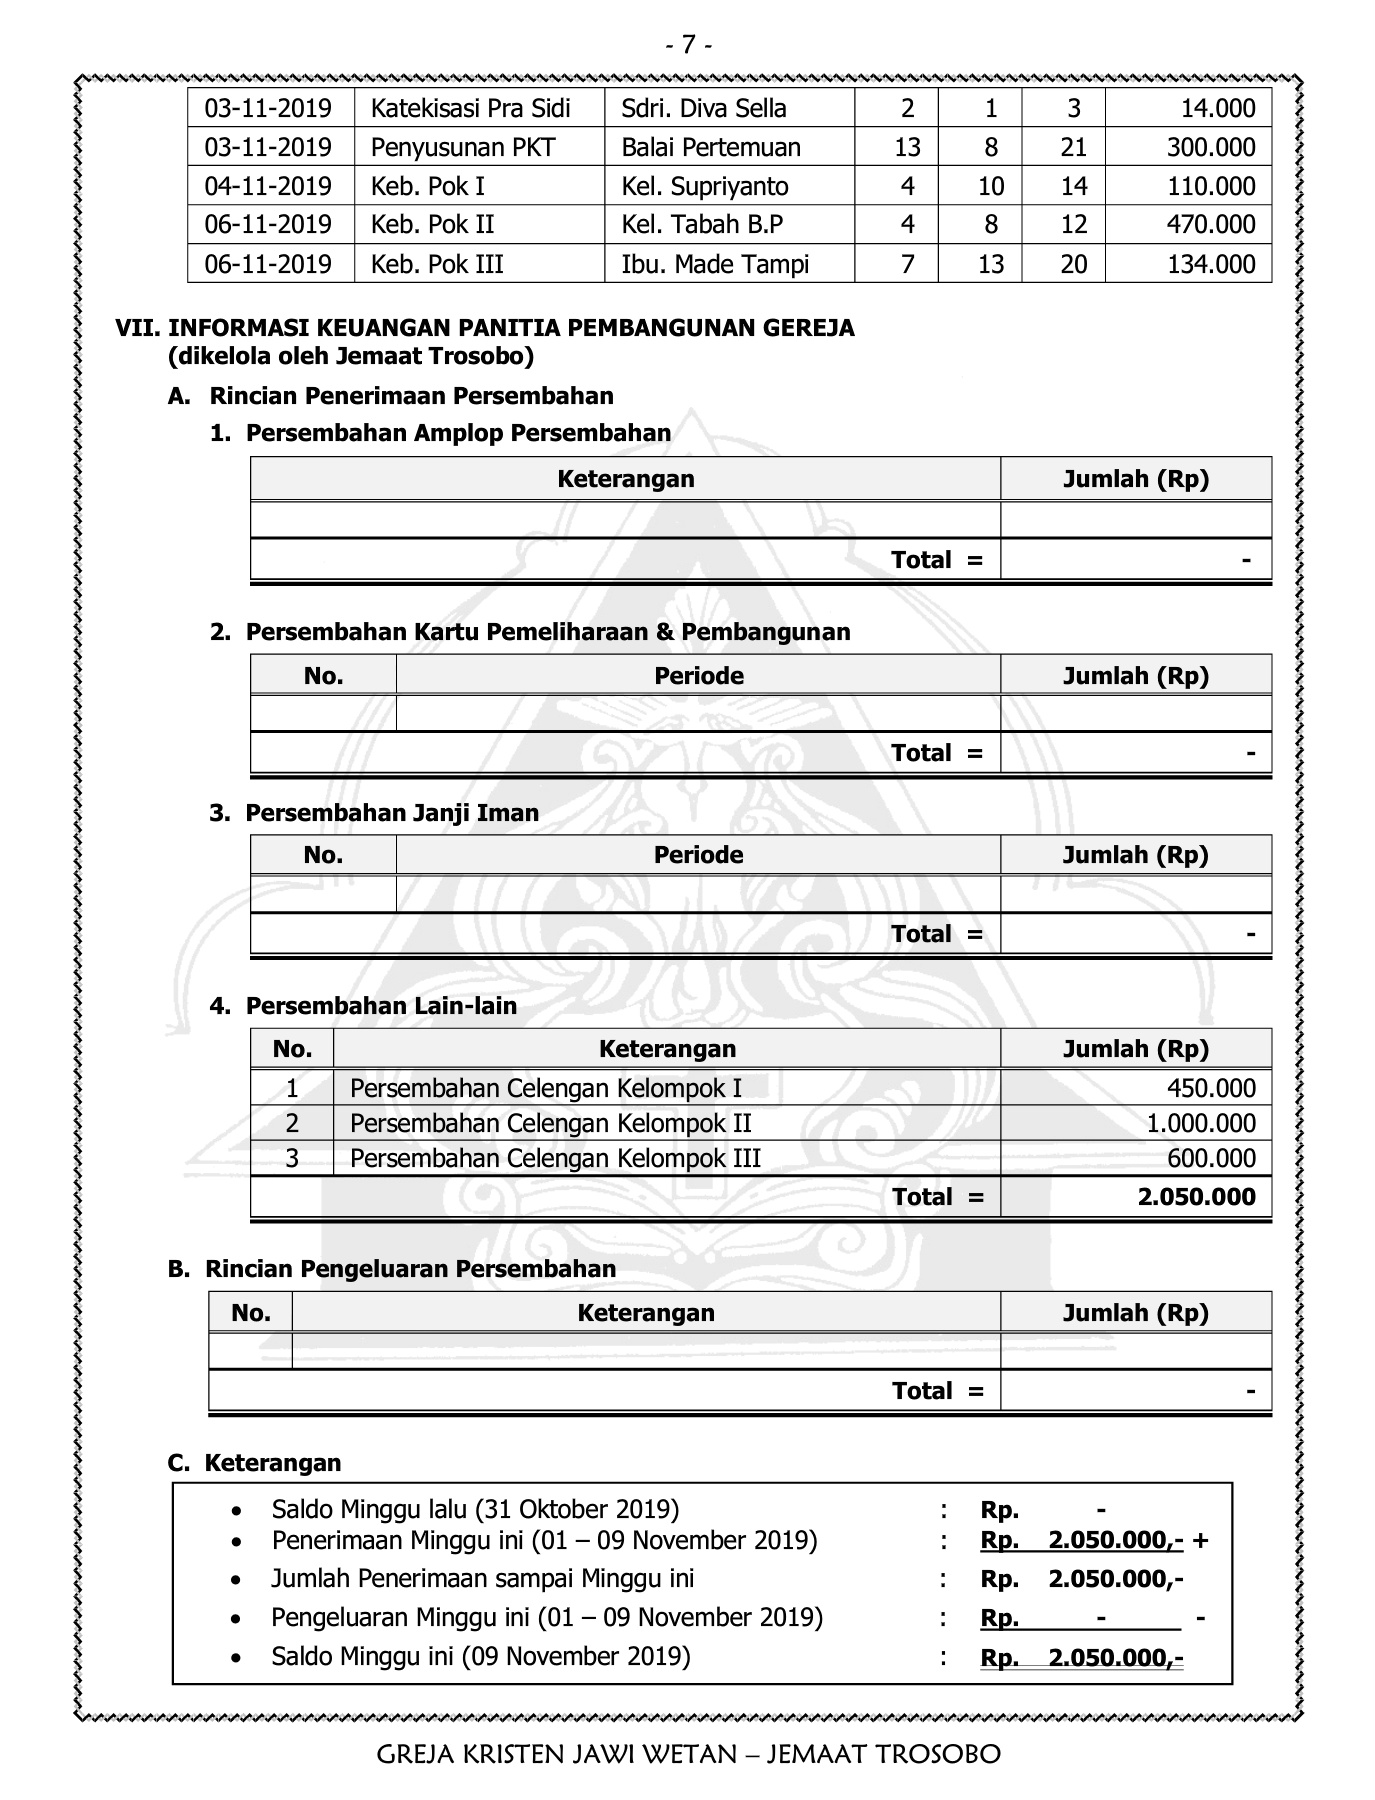 - 7 -
03-11-2019 Katekisasi Pra Sidi Sdri. Diva Sella 2 1 3 14.000
03-11-2019 Penyusunan PKT Balai Pertemuan 13 8 21 300.000
04-11-2019 Keb. Pok I Kel. Supriyanto 4 10 14 110.000
06-11-2019 Keb. Pok II Kel. Tabah B.P 4 8 12 470.000
06-11-2019 Keb. Pok III Ibu. Made Tampi 7 13 20 134.000
VII. INFORMASI KEUANGAN PANITIA PEMBANGUNAN GEREJA
(dikelola oleh Jemaat Trosobo)
A. Rincian Penerimaan Persembahan
1. Persembahan Amplop Persembahan
Keterangan Jumlah (Rp)
Total = -
2. Persembahan Kartu Pemeliharaan & Pembangunan
No. Periode Jumlah (Rp)
Total = -
3. Persembahan Janji Iman
No. Periode Jumlah (Rp)
Total = -
4. Persembahan Lain-lain
No. Keterangan Jumlah (Rp)
1 Persembahan Celengan Kelompok I 450.000
2 Persembahan Celengan Kelompok II 1.000.000
3 Persembahan Celengan Kelompok III 600.000
Total = 2.050.000
B. Rincian Pengeluaran Persembahan
No. Keterangan Jumlah (Rp)
Total = -
C. Keterangan
• Saldo Minggu lalu (31 Oktober 2019) : Rp. -
• Penerimaan Minggu ini (01 – 09 November 2019) : Rp. 2.050.000,- +
• Jumlah Penerimaan sampai Minggu ini : Rp. 2.050.000,-
• Pengeluaran Minggu ini (01 – 09 November 2019) : Rp. - -
• Saldo Minggu ini (09 November 2019) : Rp. 2.050.000,-
GREJA KRISTEN JAWI WETAN – JEMAAT TROSOBO